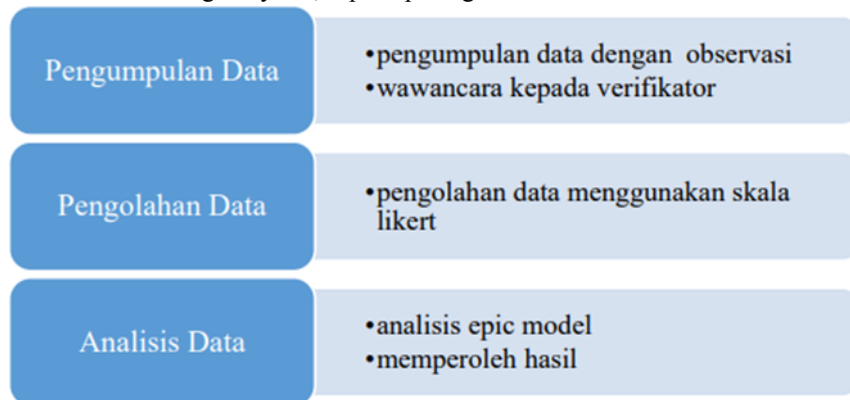 Pengumpulan Data
•pengumpulan data dengan observasi
•wawancara kepada verifikator
Pengolahan Data
•pengolahan data menggunakan skala
likert
Analisis Data
•analisis epic model
•memperoleh hasil